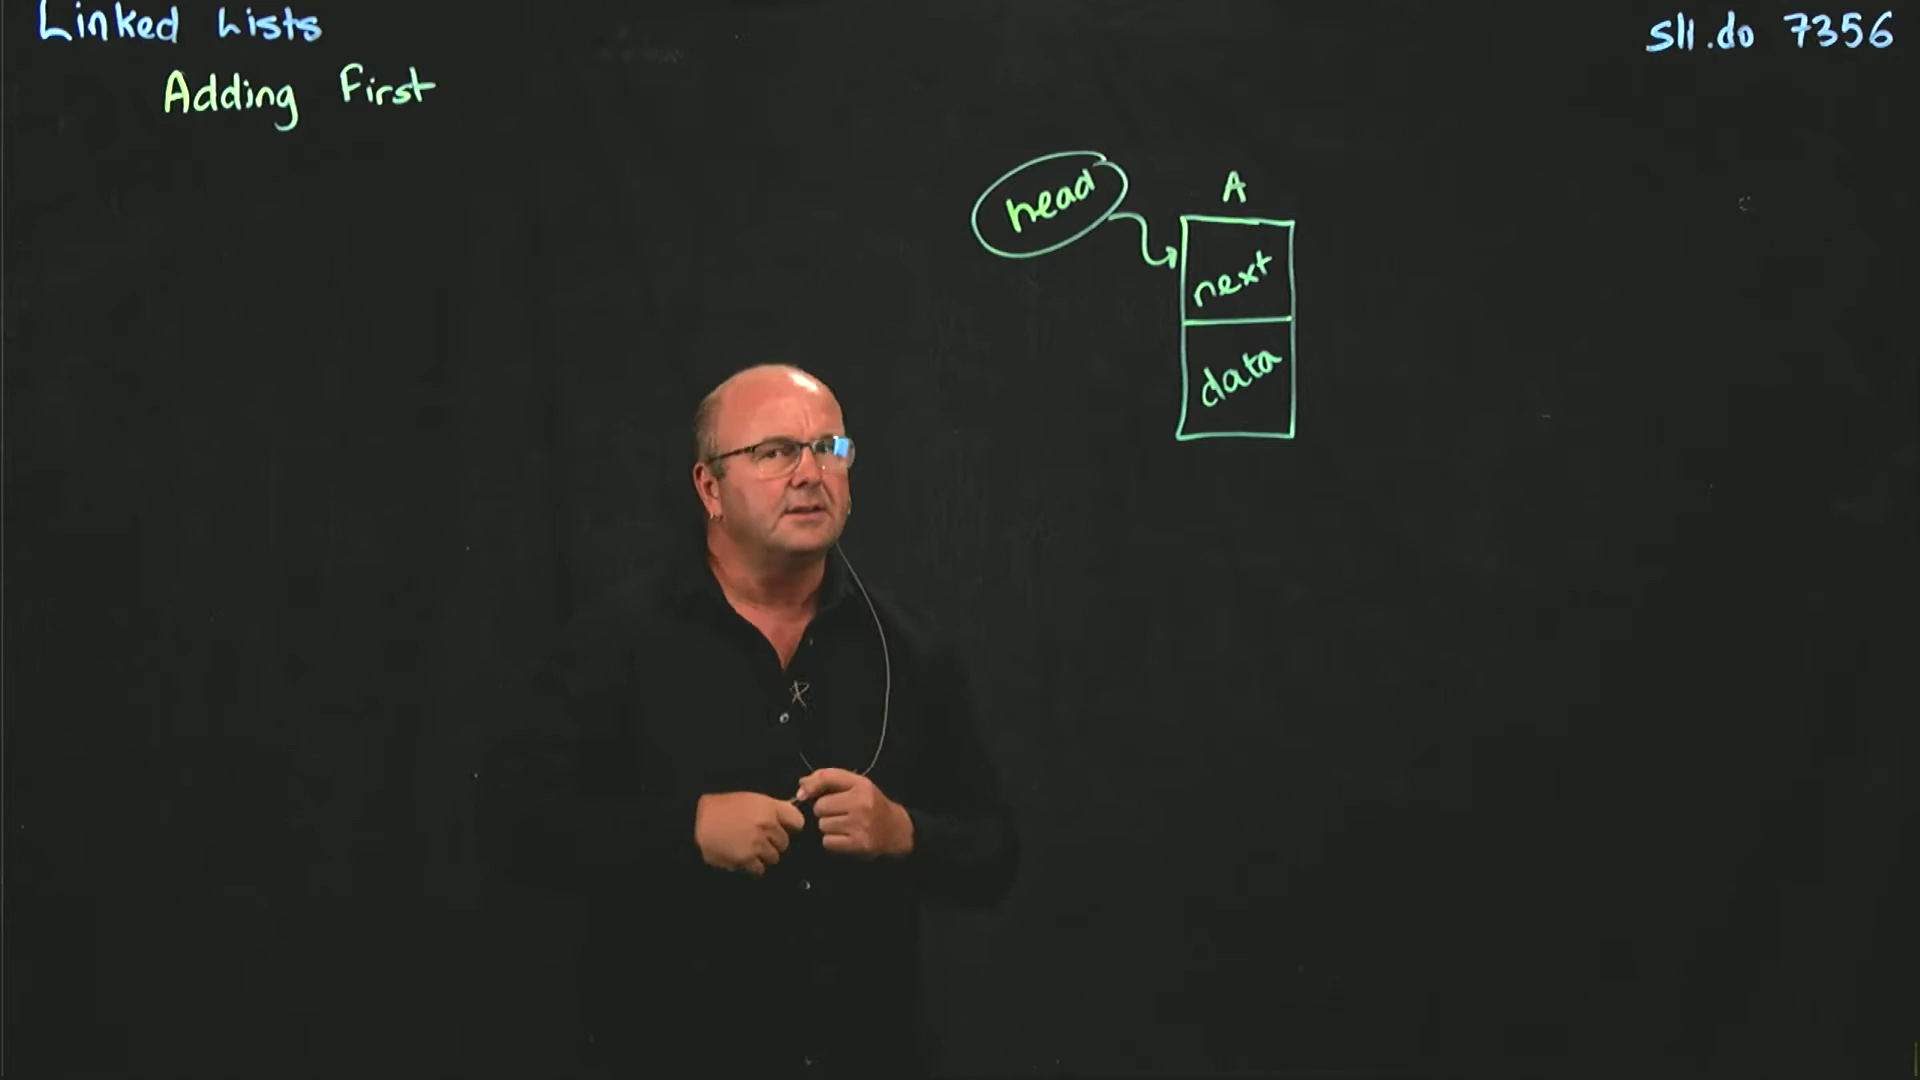 Linked Lists
sli.do 7356
Adding First
head
A
next
data